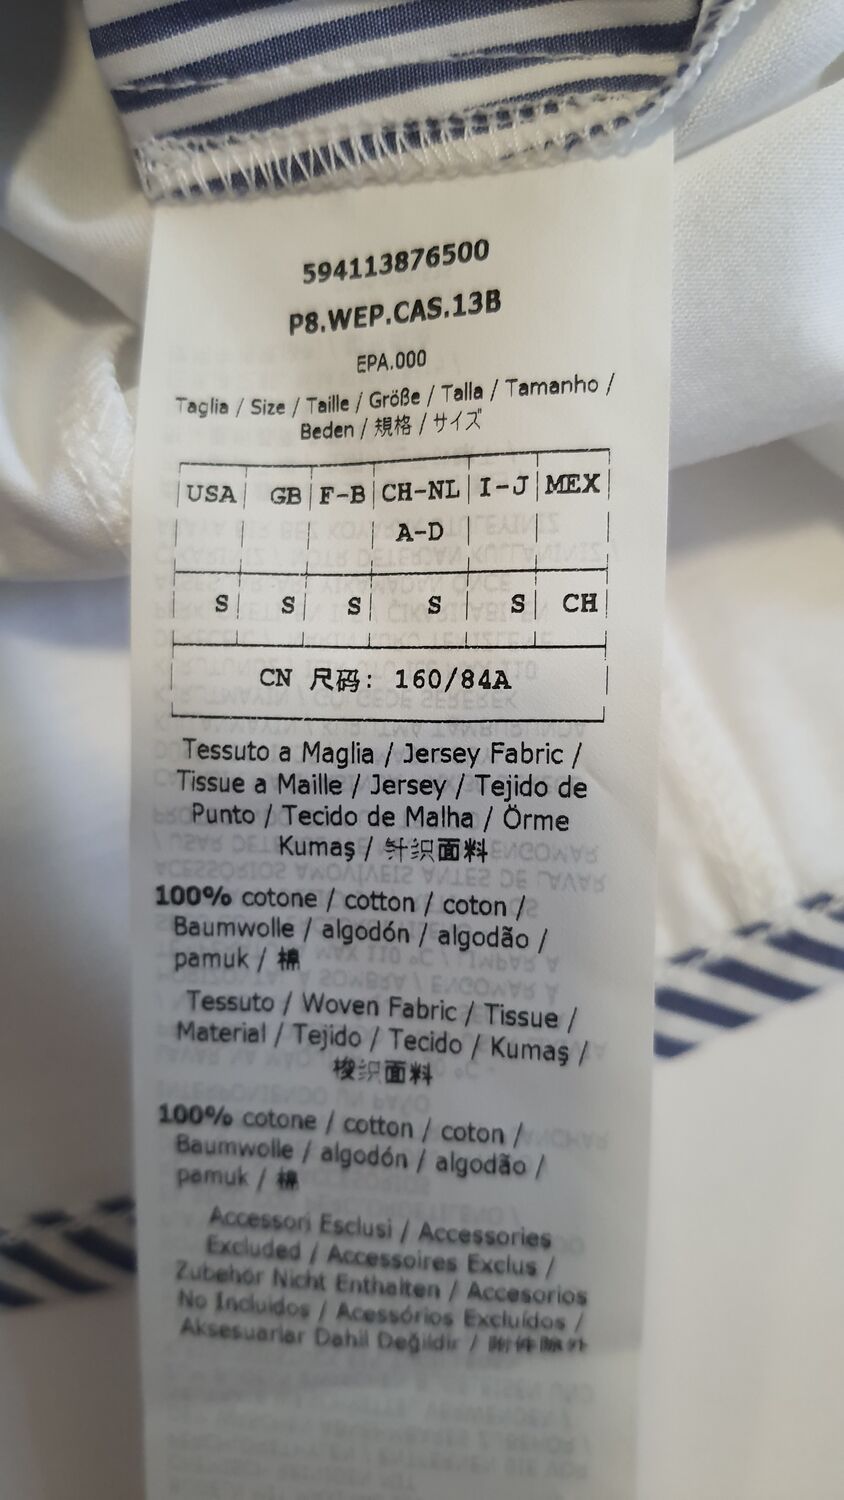 594113876500
P8.WEP.CAS.13B
EPA.000
Taglia / Size / Taille / Größe / Talla / Tamanho /
Beden / 規格 / サイズ
USA GB F-B CH-NL I-J MEX
A-D
S S S S S CH
CN 尺码: 160/84A
Tessuto a Maglia / Jersey Fabric /
Tissue a Maille / Jersey / Tejido de
Punto / Tecido de Malha / Örme
Kumaş / 针织面料
100% cotone / cotton / coton /
Baumwolle / algodón / algodão /
pamuk / 棉
Tessuto / Woven Fabric / Tissue /
Material / Tejido / Tecido / Kumaş /
梭织面料
100% cotone / cotton / coton /
Baumwolle / algodón / algodão /
pamuk / 棉
Accessori Esclusi / Accessories
Excluded / Accessoires Exclus /
Zubehör Nicht Enthalten / Accesorios
No Incluidos / Acessórios Excluídos /
Aksesuarlar Dahil Değildir / 附件除外